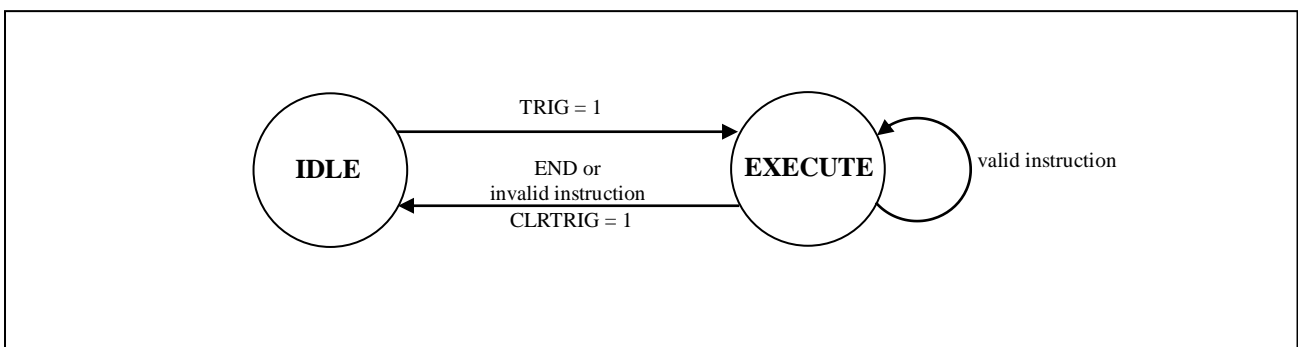 TRIG = 1
IDLE
END or
invalid instruction
CLRTRIG = 1
EXECUTE
valid instruction